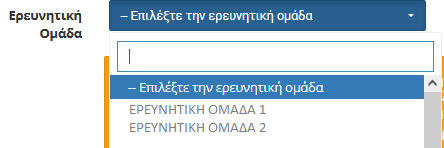 Ερευνητική
Ομάδα
-- Επιλέξτε την ερευνητική ομάδα
-- Επιλέξτε την ερευνητική ομάδα
ΕΡΕΥΝΗΤΙΚΗ ΟΜΑΔΑ 1
ΕΡΕΥΝΗΤΙΚΗ ΟΜΑΔΑ 2